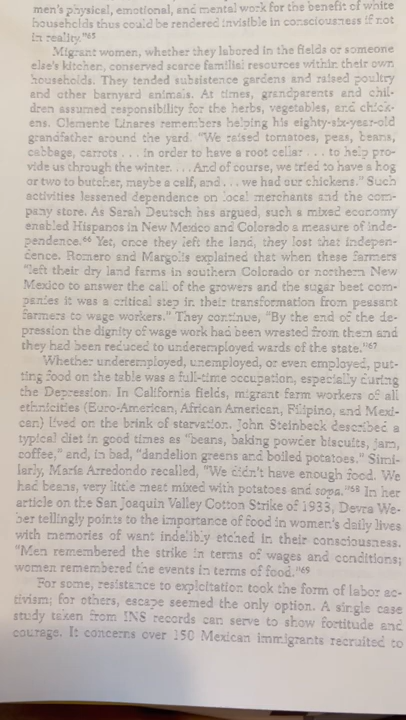 men's physical, emotional, and mental work for the benefit of white
households thus could be rendered invisible in consciousness if not
in reality."65
Migrant women, whether they labored in the fields or someone
else's kitchen, conserved scarce familial resources within their own
households. They tended subsistence gardens and raised poultry
and other barnyard animals. At times, grandparents and chil-
dren assumed responsibility for the herbs, vegetables, and chick-
ens. Clemente Linares remembers helping his eighty-six-year-old
grandfather around the yard. "We raised tomatoes, peas, beans,
cabbage, carrots . . . in order to have a root cellar . . . to help pro-
vide us through the winter. . . . And of course, we tried to have a hog
or two to butcher, maybe a calf, and . . . we had our chickens." Such
activities lessened dependence on local merchants and the com-
pany store. As Sarah Deutsch has argued, such a mixed economy
enabled Hispanos in New Mexico and Colorado a measure of inde-
pendence.66 Yet, once they left the land, they lost that indepen-
dence. Romero and Margolis explained that when these farmers
"left their dry land farms in southern Colorado or northern New
Mexico to answer the call of the growers and the sugar beet com-
panies it was a critical step in their transformation from peasant
farmers to wage workers." They continue, "By the end of the de-
pression the dignity of wage work had been wrested from them and
they had been reduced to underemployed wards of the state."67
Whether underemployed, unemployed, or even employed, put-
ting food on the table was a full-time occupation, especially during
the Depression. In California fields, migrant farm workers of all
ethnicities (Euro-American, African American, Filipino, and Mexi-
can) lived on the brink of starvation. John Steinbeck described a
typical diet in good times as "beans, baking powder biscuits, jam,
coffee," and, in bad, "dandelion greens and boiled potatoes." Simi-
larly, María Arredondo recalled, "We didn't have enough food. We
had beans, very little meat mixed with potatoes and sopa."68 In her
article on the San Joaquin Valley Cotton Strike of 1933, Devra We-
ber tellingly points to the importance of food in women's daily lives
with memories of want indelibly etched in their consciousness.
"Men remembered the strike in terms of wages and conditions;
women remembered the events in terms of food."69
For some, resistance to exploitation took the form of labor ac-
tivism; for others, escape seemed the only option. A single case
study taken from INS records can serve to show fortitude and
courage. It concerns over 150 Mexican immigrants recruited to